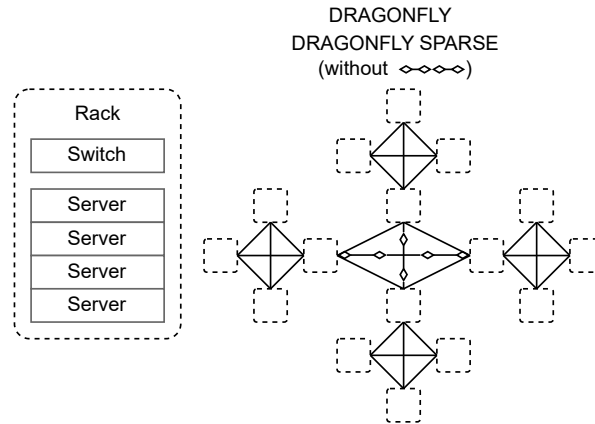 DRAGONFLY
DRAGONFLY SPARSE
(without )
Rack
Switch
Server
Server
Server
Server